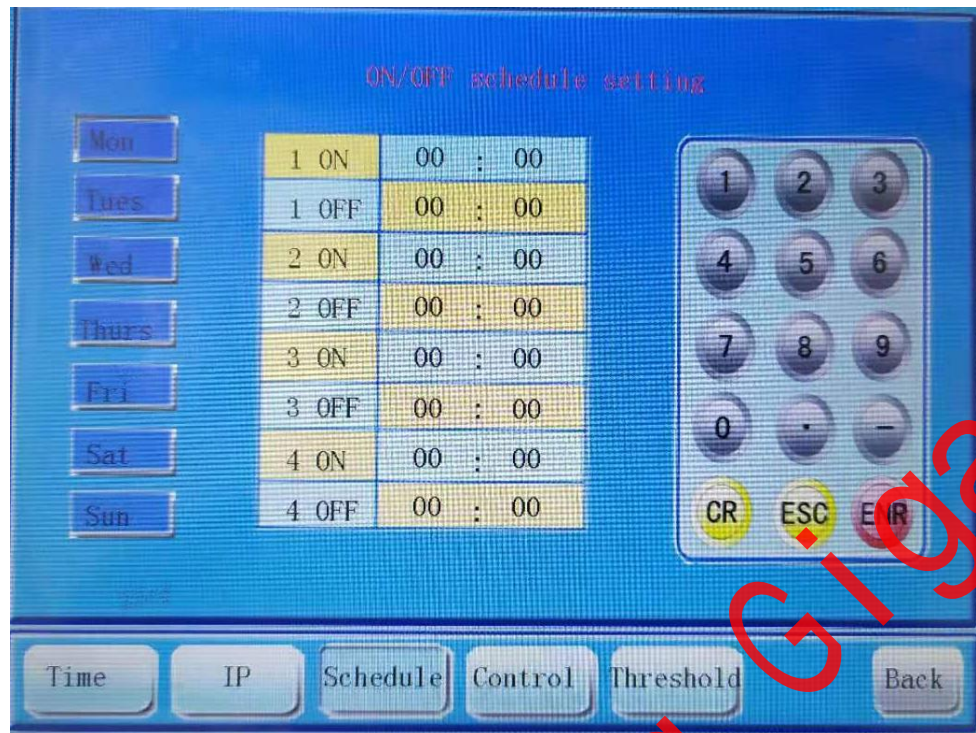 ON/OFF schedule setting
Mon
Tues
Wed
Thurs
Fri
Sat
Sun
1 ON 00 : 00
1 OFF 00 : 00
2 ON 00 : 00
2 OFF 00 : 00
3 ON 00 : 00
3 OFF 00 : 00
4 ON 00 : 00
4 OFF 00 : 00
1 2 3
4 5 6
7 8 9
0 . -
CR ESC ENR
Time IP Schedule Control Threshold Back
Giga